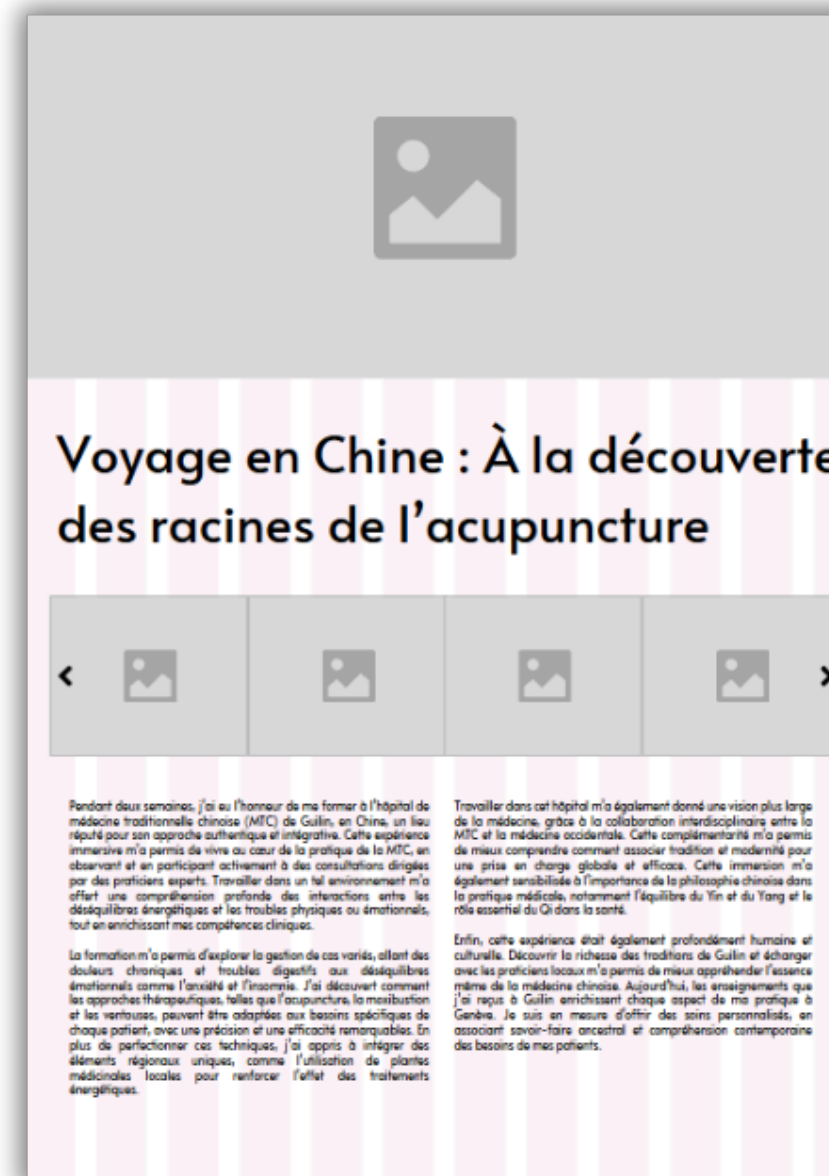 Voyage en Chine : À la découverte
des racines de l’acupuncture
Pendant deux semaines, j'ai eu l'honneur de me former à l'hôpital de
médecine traditionnelle chinoise (MTC) de Guilin, en Chine, un lieu
réputé pour son approche authentique et intégrative. Cette expérience
immersive m'a permis de vivre au cœur de la pratique de la MTC, en
observant et en participant activement à des consultations dirigées
par des praticiens experts. Travailler dans un tel environnement m'a
offert une compréhension profonde des interactions entre les
déséquilibres énergétiques et les troubles physiques ou émotionnels,
tout en enrichissant mes compétences cliniques.
La formation m'a permis d'explorer la gestion de cas variés, allant des
douleurs chroniques et troubles digestifs aux déséquilibres
émotionnels comme l'anxiété et l'insomnie. J'ai découvert comment
les approches thérapeutiques, telles que l'acupuncture, la moxibustion
et les ventouses, peuvent être adaptées aux besoins spécifiques de
chaque patient, avec une précision et une efficacité remarquables. En
plus de perfectionner ces techniques, j'ai appris à intégrer des
éléments régionaux uniques, comme l'utilisation de plantes
médicinales locales pour renforcer l'effet des traitements
énergétiques.
Travailler dans cet hôpital m'a également donné une vision plus large
de la médecine, grâce à la collaboration interdisciplinaire entre la
MTC et la médecine occidentale. Cette complémentarité m'a permis
de mieux comprendre comment associer tradition et modernité pour
une prise en charge globale et efficace. Cette immersion m'a
également sensibilisée à l'importance de la philosophie chinoise dans
la pratique médicale, notamment l'équilibre du Yin et du Yang et le
rôle essentiel du Qi dans la santé.
Enfin, cette expérience était également profondément humaine et
culturelle. Découvrir la richesse des traditions de Guilin et échanger
avec les praticiens locaux m'a permis de mieux appréhender l'essence
même de la médecine chinoise. Aujourd'hui, les enseignements que
j'ai reçus à Guilin enrichissent chaque aspect de ma pratique à
Genève. Je suis en mesure d'offrir des soins personnalisés, en
associant savoir-faire ancestral et compréhension contemporaine
des besoins de mes patients.